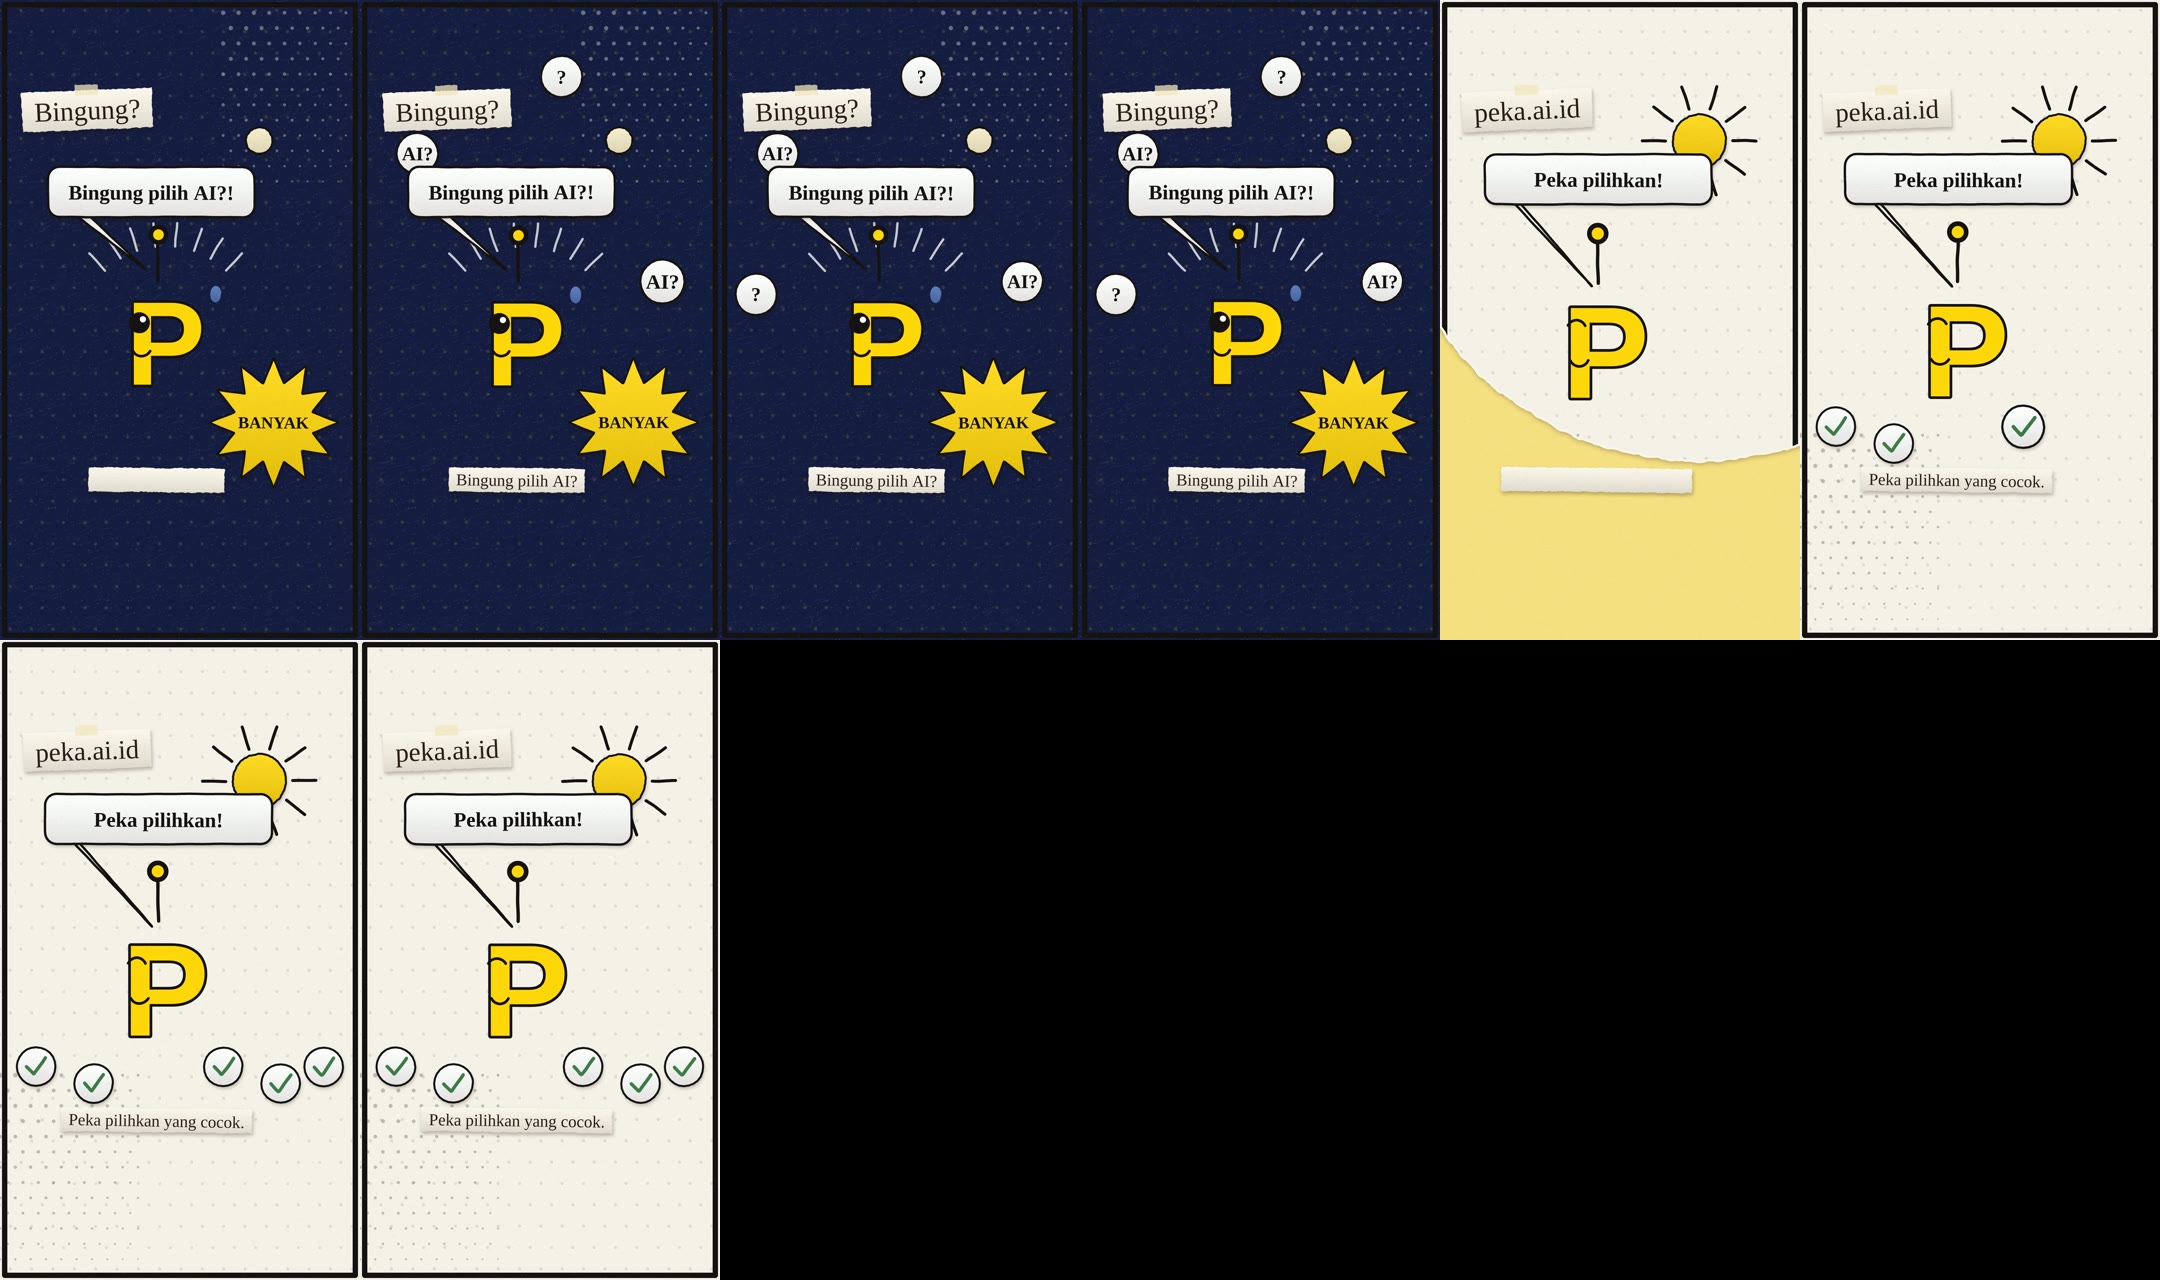 Bingung?
Bingung pilih AI?!
P
BANYAK
?
Bingung?
AI?
Bingung pilih AI?!
AI?
P
BANYAK
Bingung pilih AI?
?
Bingung?
AI?
Bingung pilih AI?!
?
AI?
P
BANYAK
Bingung pilih AI?
?
Bingung?
AI?
Bingung pilih AI?!
?
AI?
P
BANYAK
Bingung pilih AI?
peka.ai.id
Peka pilihkan!
P
peka.ai.id
Peka pilihkan!
P
Peka pilihkan yang cocok.
peka.ai.id
Peka pilihkan!
P
Peka pilihkan yang cocok.
peka.ai.id
Peka pilihkan!
P
Peka pilihkan yang cocok.